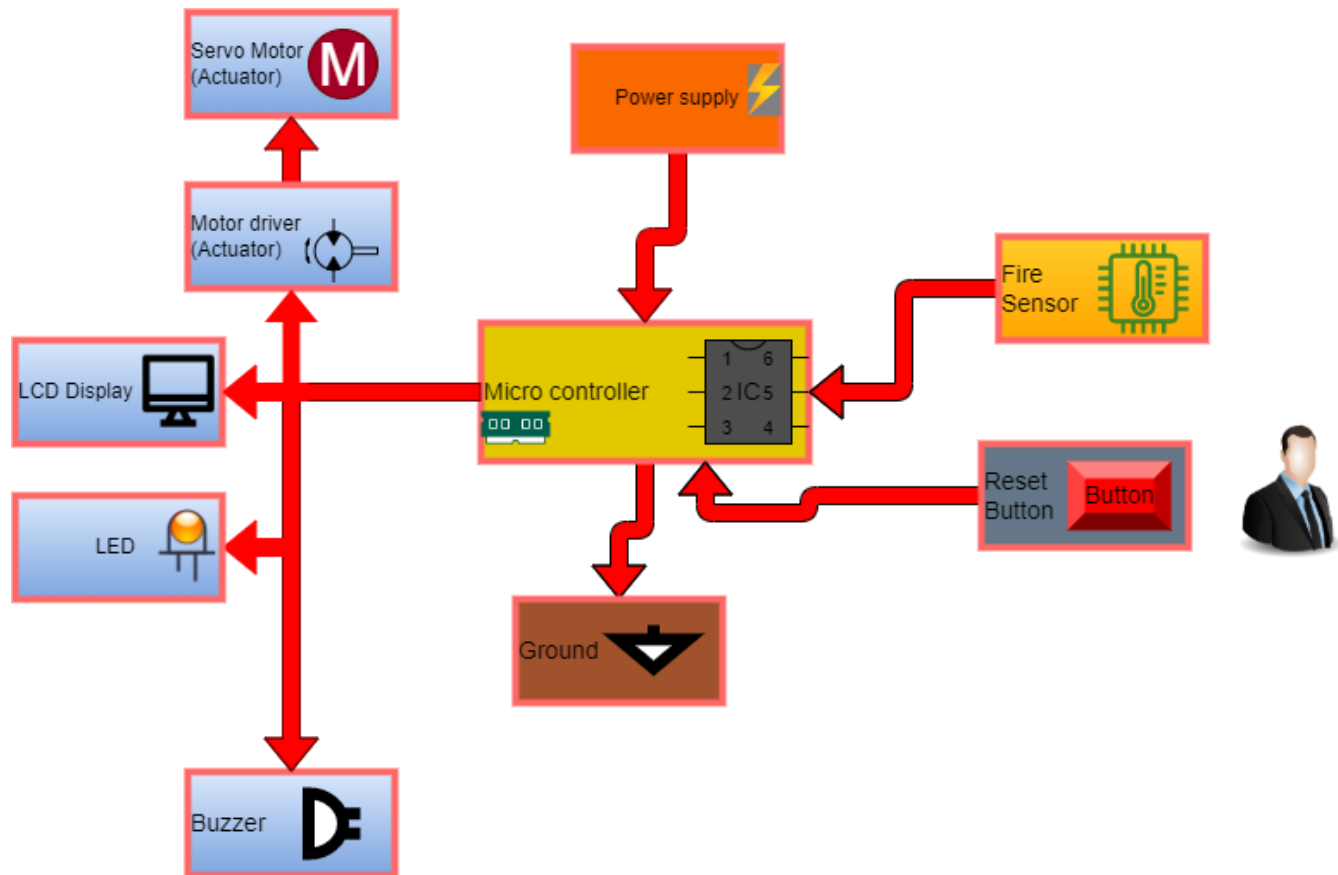 Servo Motor
(Actuator)
M
Power supply
Motor driver
(Actuator)
Fire
Sensor
LCD Display
Micro controller
1 6
2 IC 5
3 4
Reset
Button
Button
LED
Ground
Buzzer